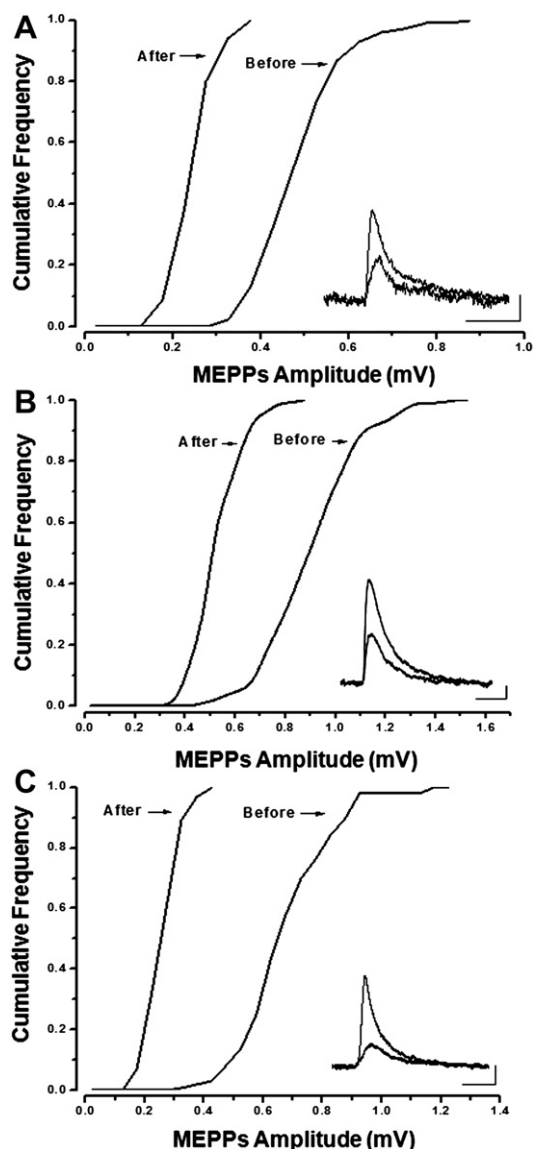 A
Cumulative Frequency
1.0
0.8
0.6
0.4
0.2
0.0
After
Before
0.0 0.2 0.4 0.6 0.8 1.0
MEPPs Amplitude (mV)
B
Cumulative Frequency
1.0
0.8
0.6
0.4
0.2
0.0
After
Before
0.0 0.2 0.4 0.6 0.8 1.0 1.2 1.4 1.6
MEPPs Amplitude (mV)
C
Cumulative Frequency
1.0
0.8
0.6
0.4
0.2
0.0
After
Before
0.0 0.2 0.4 0.6 0.8 1.0 1.2 1.4
MEPPs Amplitude (mV)